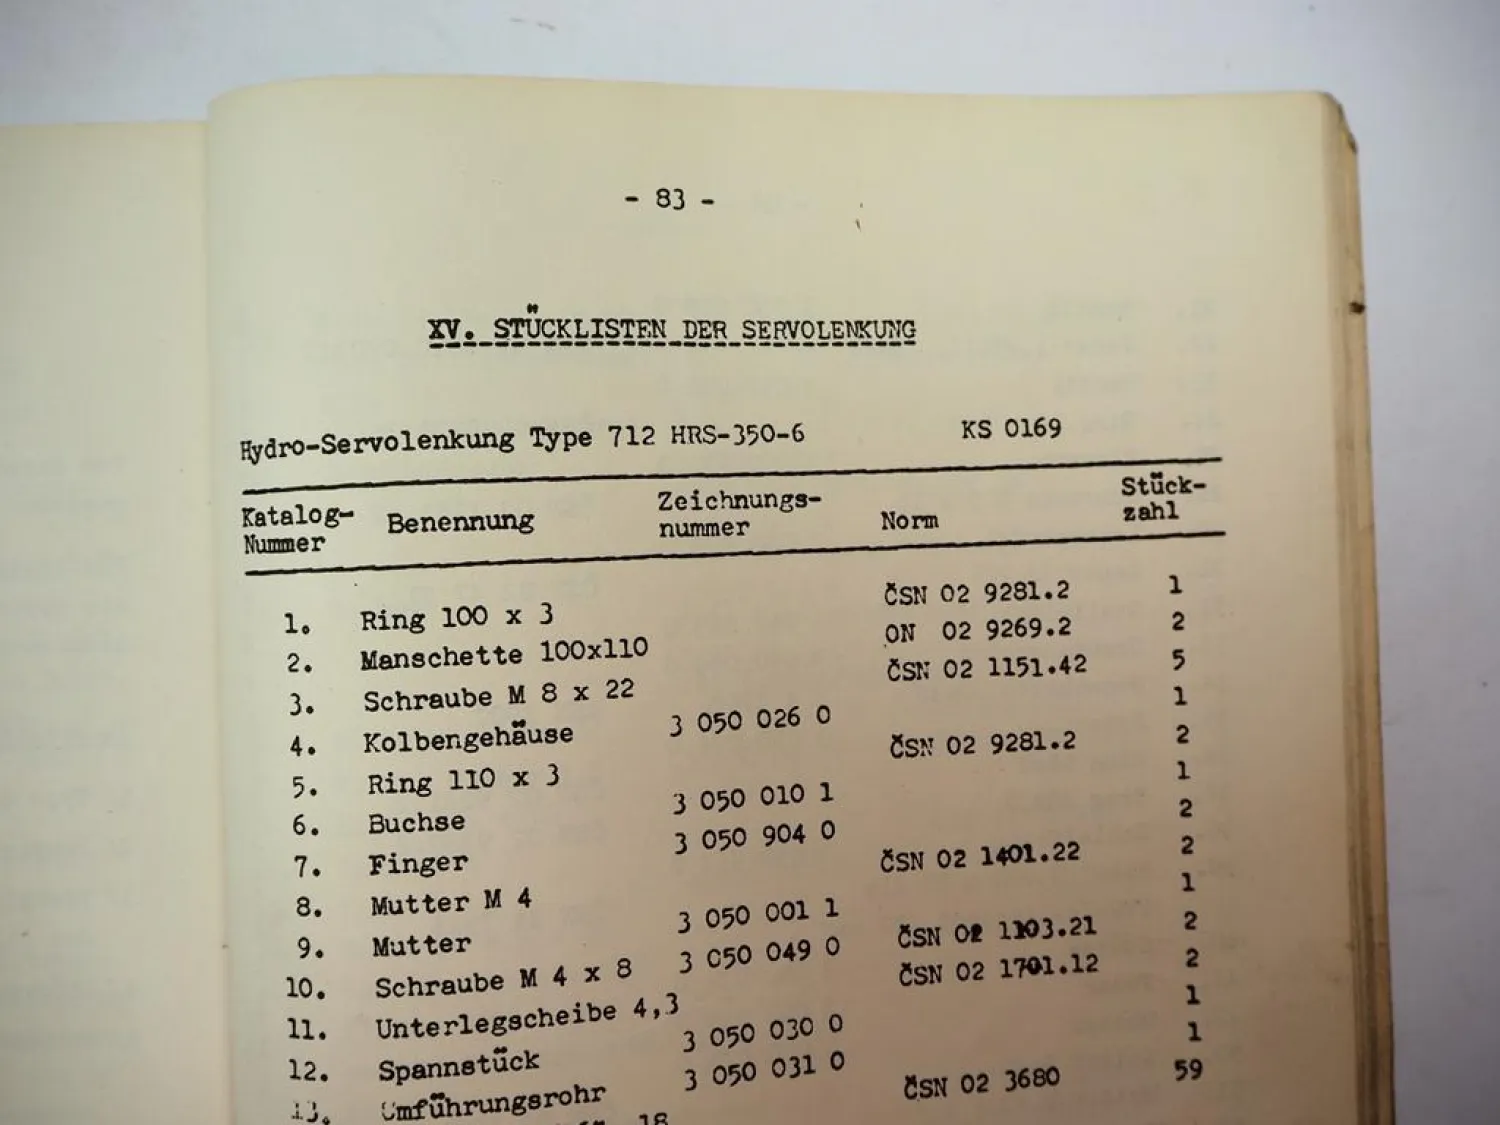 - 83 -
XV. STÜCKLISTEN DER SERVOLENKUNG
Hydro-Servolenkung Type 712 HRS-350-6 KS 0169
Katalog-Nummer Benennung Zeichnungs-nummer Norm Stück-zahl
1. Ring 100 x 3 ČSN 02 9281.2 1
2. Manschette 100x110 ON 02 9269.2 2
3. Schraube M 8 x 22 ČSN 02 1151.42 5
4. Kolbengehäuse 3 050 026 0 1
5. Ring 110 x 3 ČSN 02 9281.2 2
6. Buchse 3 050 010 1 1
7. Finger 3 050 904 0 2
8. Mutter M 4 ČSN 02 1401.22 2
9. Mutter 3 050 001 1 1
10. Schraube M 4 x 8 3 050 049 0 ČSN 02 1103.21 2
11. Unterlegscheibe 4,3 ČSN 02 1701.12 2
12. Spannstück 3 050 030 0 1
13. Umführungsrohr 3 050 031 0 1
18 ČSN 02 3680 59